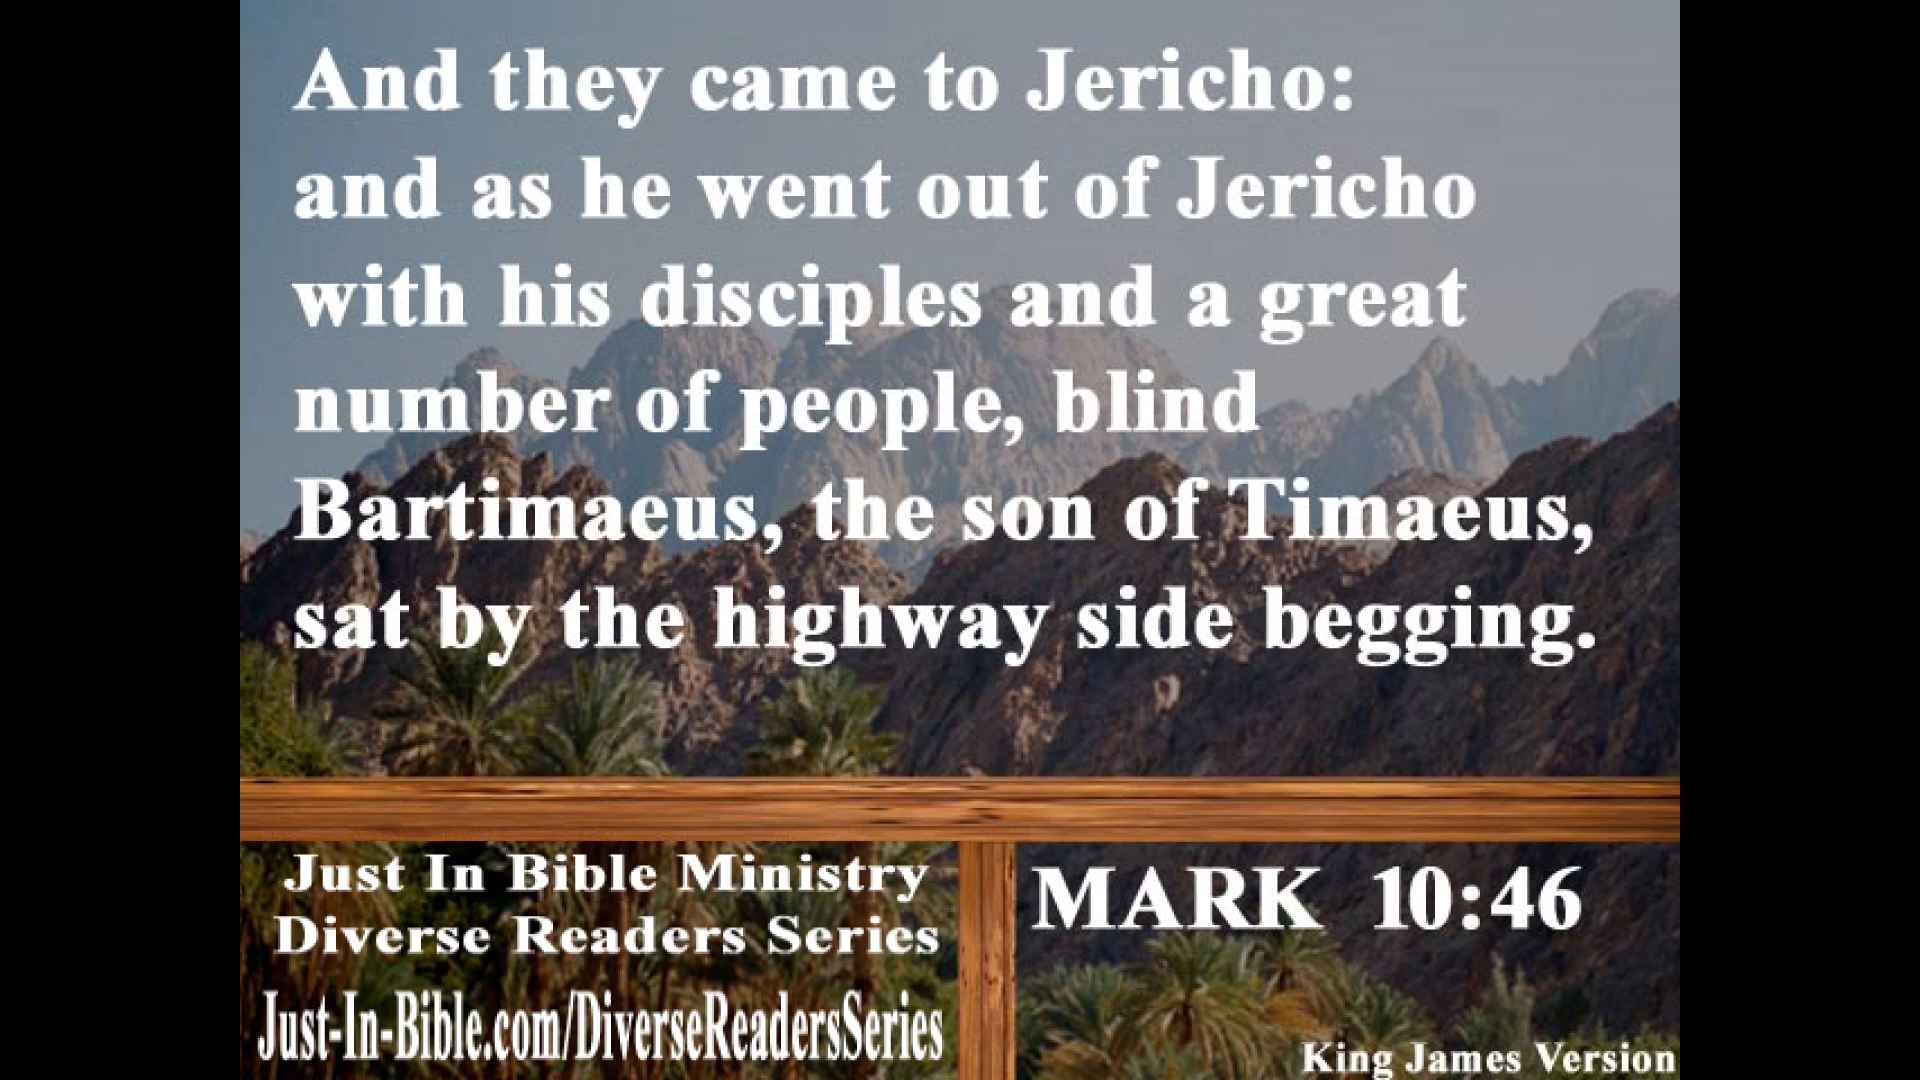 And they came to Jericho:
and as he went out of Jericho
with his disciples and a great
number of people, blind
Bartimaeus, the son of Timaeus,
sat by the highway side begging.
Just In Bible Ministry
Diverse Readers Series
Just-In-Bible.com/DiverseReadersSeries
MARK 10:46
King James Version